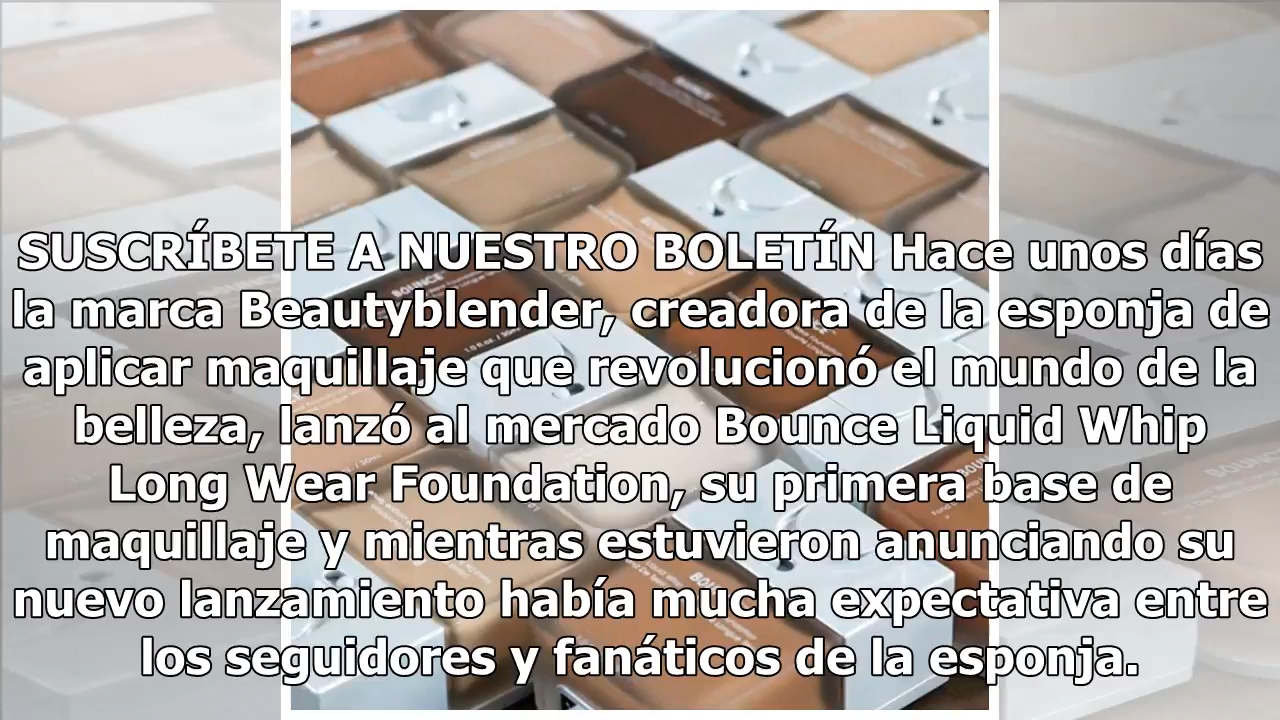 SUSCRÍBETE A NUESTRO BOLETÍN Hace unos días
la marca Beautyblender, creadora de la esponja de
aplicar maquillaje que revolucionó el mundo de la
belleza, lanzó al mercado Bounce Liquid Whip
Long Wear Foundation, su primera base de
maquillaje y mientras estuvieron anunciando su
nuevo lanzamiento había mucha expectativa entre
los seguidores y fanáticos de la esponja.